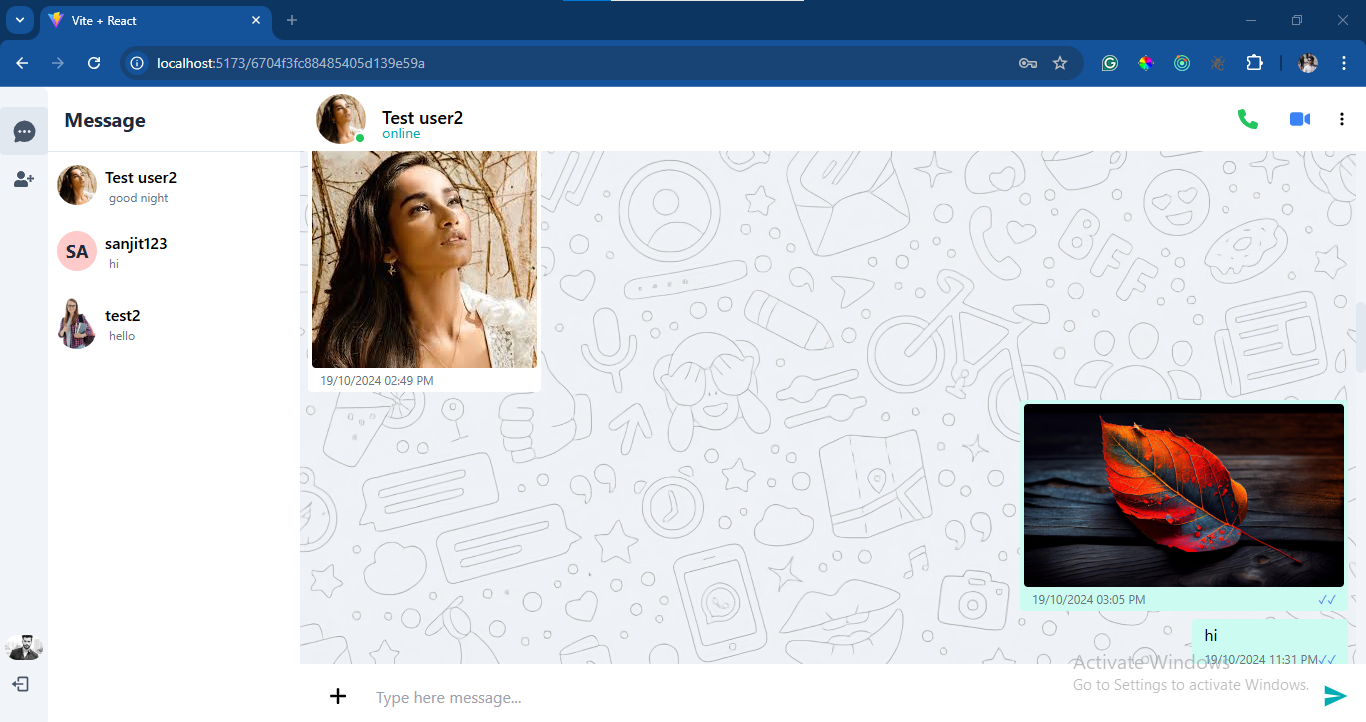 Vite + React
localhost:5173/6704f3fc88485405d139e59a
Message
Test user2
online
Test user2
good night
SA
sanjit123
hi
test2
hello
19/10/2024 02:49 PM
BFF
19/10/2024 03:05 PM
hi
19/10/2024 11:31 PM
Activate Windows
Go to Settings to activate Windows.
Type here message...